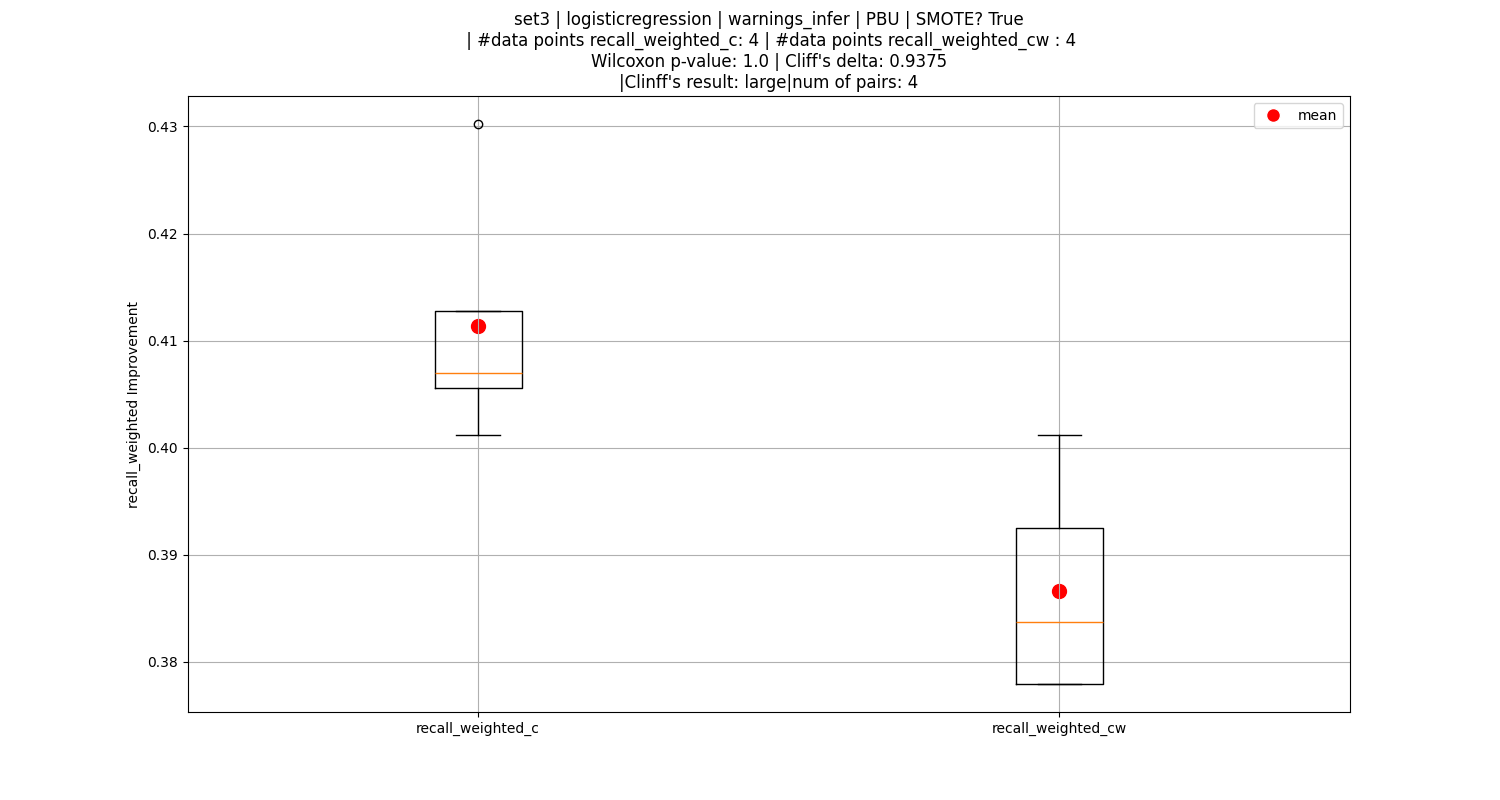 set3 | logisticregression | warnings_infer | PBU | SMOTE? True
| #data points recall_weighted_c: 4 | #data points recall_weighted_cw : 4
Wilcoxon p-value: 1.0 | Cliff's delta: 0.9375
|Clinff's result: large|num of pairs: 4
mean
0.43
0.42
0.41
0.40
0.39
0.38
recall_weighted Improvement
recall_weighted_c
recall_weighted_cw